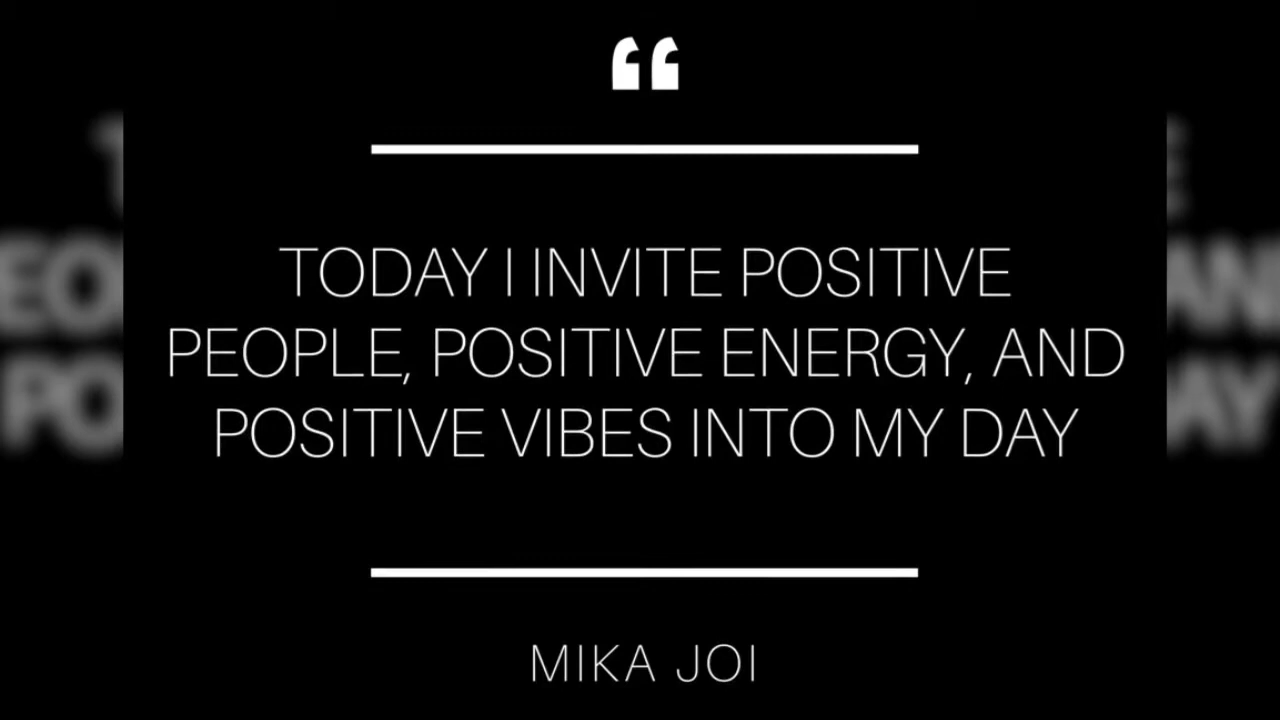 “
TODAY I INVITE POSITIVE
PEOPLE, POSITIVE ENERGY, AND
POSITIVE VIBES INTO MY DAY
MIKA JOI